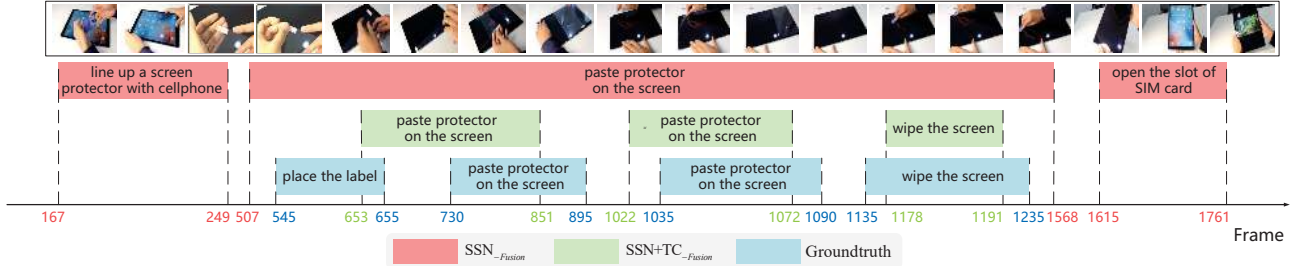 line up a screen
protector with cellphone
paste protector
on the screen
open the slot of
SIM card
paste protector
on the screen
paste protector
on the screen
wipe the screen
place the label
paste protector
on the screen
paste protector
on the screen
wipe the screen
167 249 507 545 653 655 730 851 895 1022 1035 1072 1090 1135 1178 1191 1235 1568 1615 1761
Frame
SSN_-Fusion SSN+TC_-Fusion Groundtruth